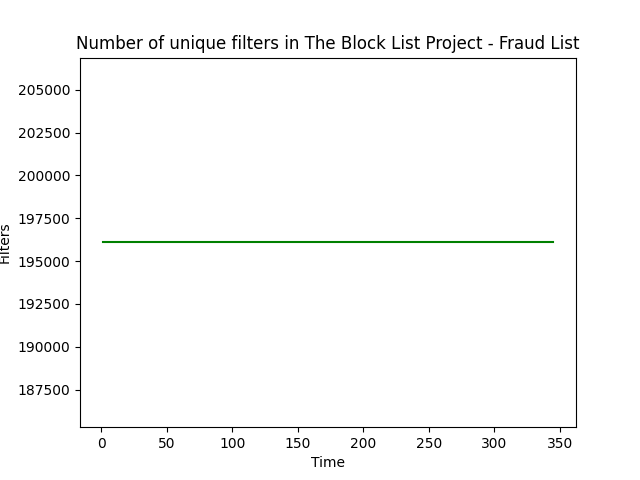 Number of unique filters in The Block List Project - Fraud List
205000
202500
200000
197500
195000
192500
190000
187500
Filters
0 50 100 150 200 250 300 350
Time